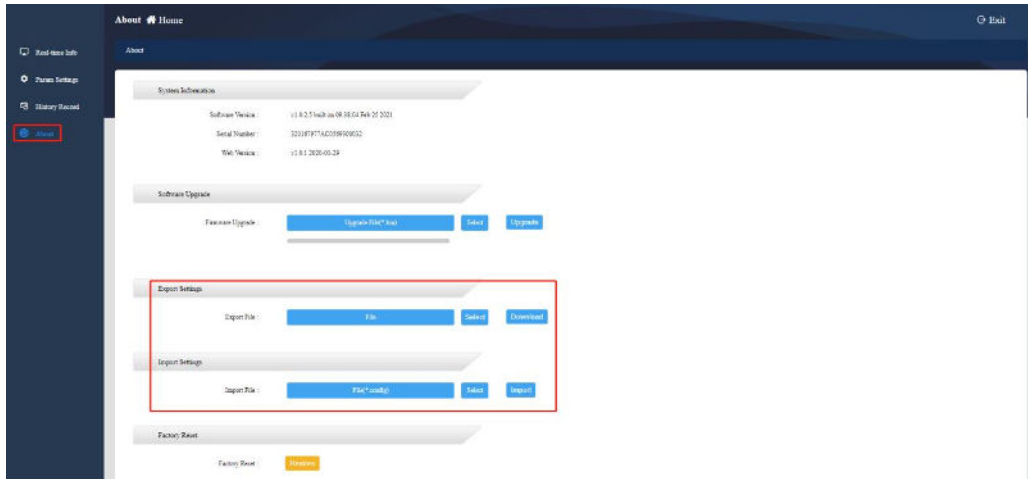 About Home
Exit
Real-time Info
About
Param Settings
History Record
About
System Information
Software Version :
Serial Number :
Web Version :
Software Upgrade
Firmware Upgrade : Upgrade File(*.bin) Select Upgrade
Export Settings
Export File : File Select Download
Import Settings
Import File : File(*.config) Select Import
Factory Reset
Factory Reset : Restore